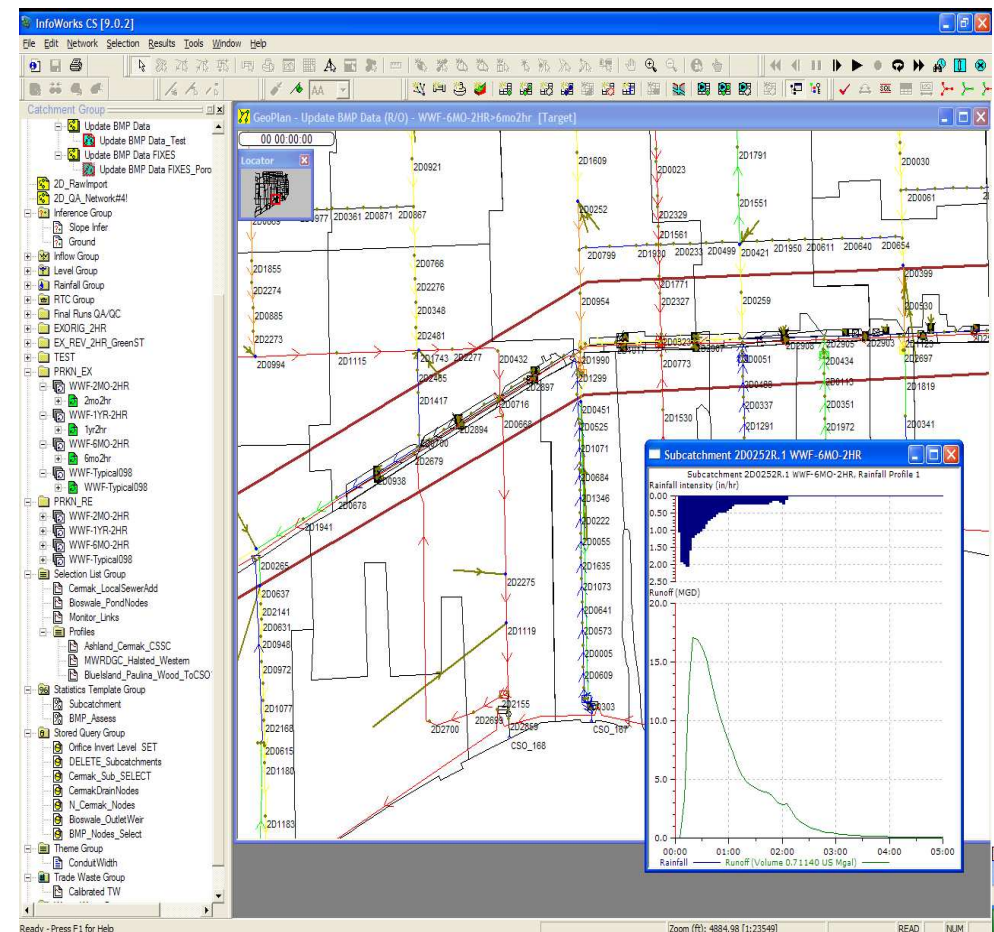 InfoWorks CS [9.0.2]
File Edit Network Selection Results Tools Window Help
Catchment Group
Update BMP Data
Update BMP Data_Test
Update BMP Data FIXES
Update BMP Data FIXES_Poro
2D_RawImport
2D_QA_Network#4!
Inference Group
Slope Infer
Ground
Inflow Group
Level Group
Rainfall Group
RTC Group
Final Runs QA/QC
EXORIG_2HR
EX_REV_2HR_GreenST
TEST
PRKN_EX
WWF-2MO-2HR
2mo2hr
WWF-1YR-2HR
1yr2hr
WWF-6MO-2HR
6mo2hr
WWF-Typical098
WWF-Typical098
PRKN_RE
WWF-2MO-2HR
WWF-1YR-2HR
WWF-6MO-2HR
WWF-Typical098
Selection List Group
Cermak_LocalSewerAdd
Bioswale_PondNodes
Monitor_Links
Profiles
Ashland_Cermak_CSSC
MWRDGC_Halsted_Western
BlueIsland_Paulina_Wood_ToCSO
Statistics Template Group
Subcatchment
BMP_Assess
Stored Query Group
Orifice Invert Level SET
DELETE_Subcatchments
Cermak_Sub_SELECT
CermakDrainNodes
N_Cermak_Nodes
Bioswale_OutletWeir
BMP_Nodes_Select
Theme Group
ConduitWidth
Trade Waste Group
Calibrated TW
GeoPlan - Update BMP Data (R/O) - WWF-6MO-2HR>6mo2hr [Target]
00 00:00:00
Locator
2D0921
2D1609
2D0023
2D1791
2D0030
2D0252
2D1551
2D0061
2D0361 2D0871 2D0867
2D2329
2D1561
2D0799 2D1930 2D0233 2D0499 2D0421 2D1950 2D0611 2D0640 2D0654
2D1855
2D0766
2D1771
2D0399
2D2274
2D2276
2D0954
2D2327
2D0259
2D0530
2D0885
2D0348
2D2273
2D2481
2D0994
2D1115
2D1743 2D2277
2D0432
2D1990
2D0773
2D0051
2D2908
2D2905
2D2903
2D0434
2D2697
2D2485
2D2897
2D1299
2D1819
2D1417
2D0716
2D0451
2D0337
2D0351
2D2894
2D0668
2D0525
2D1530
2D1291
2D1972
2D0341
2D2679
2D1071
2D0938
2D0684
2D0678
2D1346
2D1941
2D0222
2D0055
2D0265
2D1635
2D0637
2D2275
2D1073
2D2141
2D0641
2D0631
2D1119
2D0573
2D0948
2D0005
2D0972
2D0609
2D1077
2D2155
2D0303
2D2168
2D2700
2D2699
2D2859
CSO_168
CSO_167
2D0615
2D1180
2D1183
Subcatchment 2D0252R.1 WWF-6MO-2HR
Subcatchment 2D0252R.1 WWF-6MO-2HR, Rainfall Profile 1
Rainfall intensity (in/hr)
0.00
0.50
1.00
1.50
2.00
2.50
Runoff (MGD)
20.0
15.0
10.0
5.0
0.0
00:00 01:00 02:00 03:00 04:00 05:00
Rainfall Runoff (Volume 0.71140 US Mgal)
Ready - Press F1 for Help
Zoom (ft): 4884.98 [1:23549]
READ
NUM